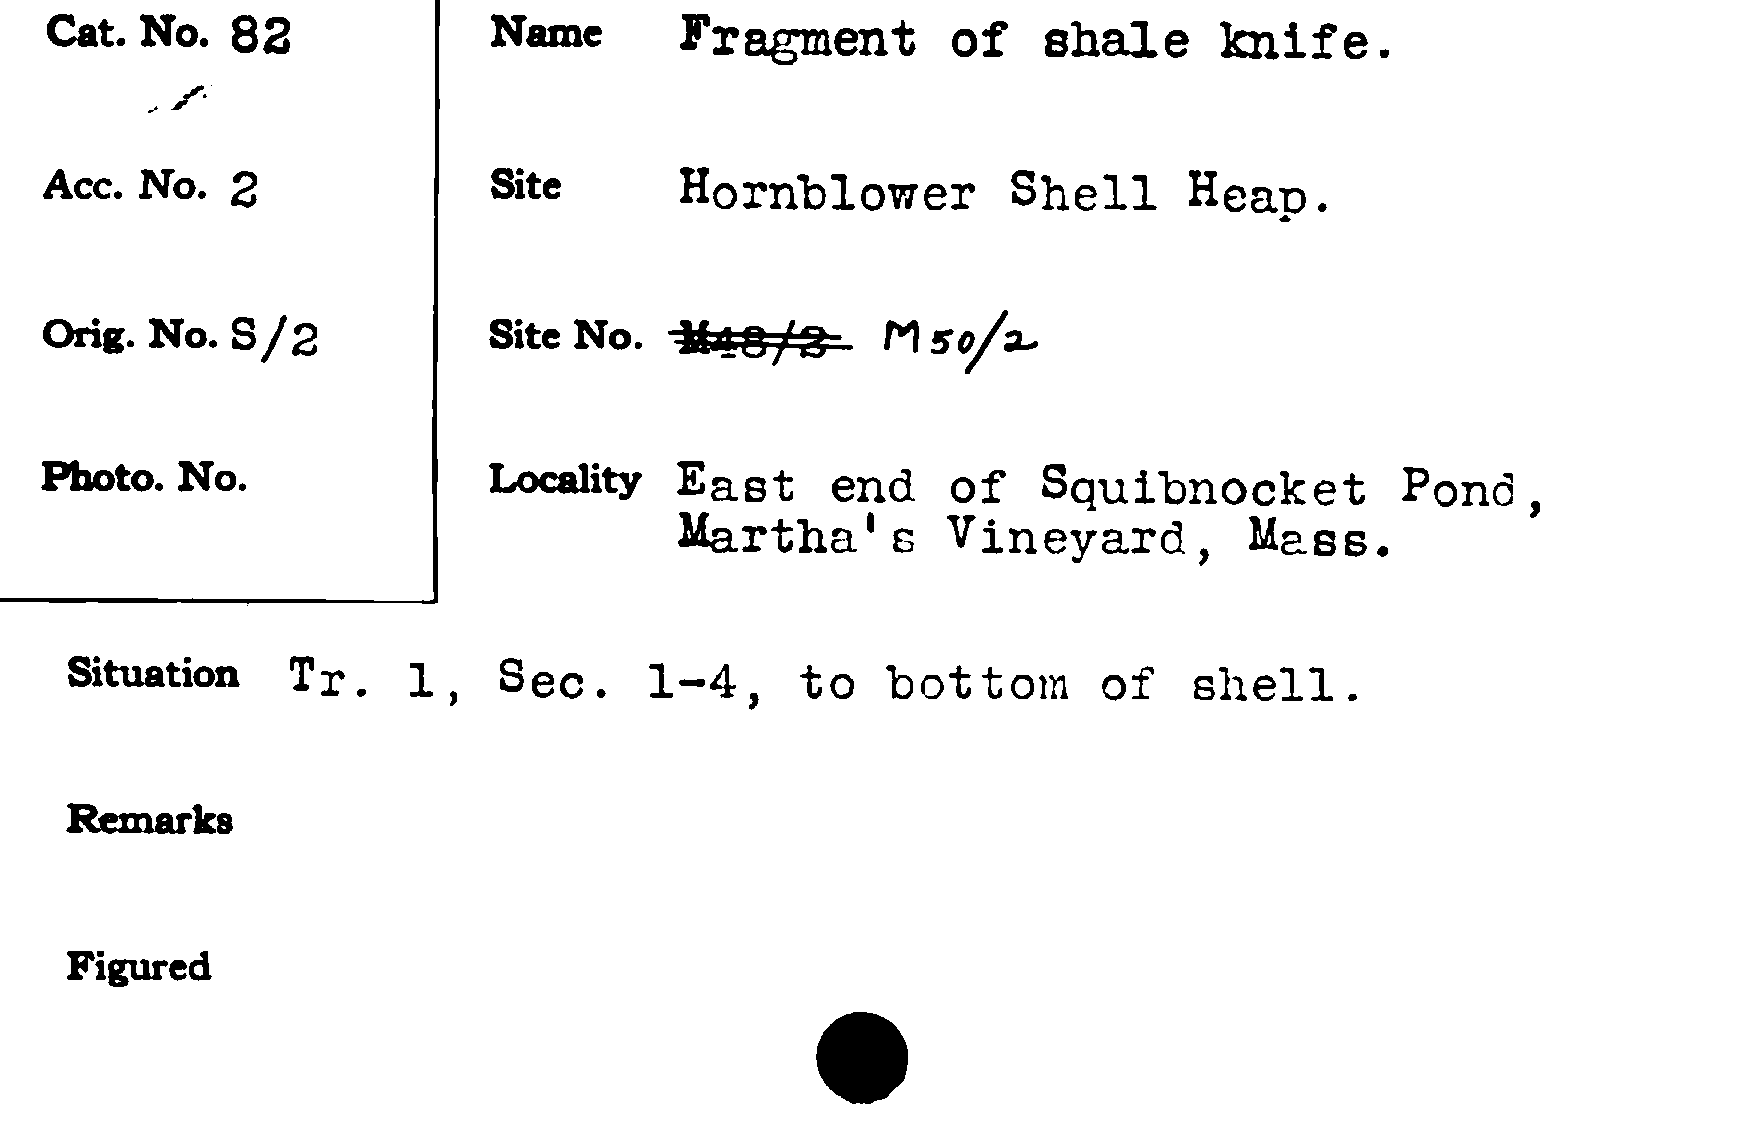 Cat. No. 82
Name Fragment of shale knife.
Acc. No. 2
Site Hornblower Shell Heap.
Orig. No. S/2
Site No. M48/2 M50/2
Photo. No.
Locality East end of Squibnocket Pond,
Martha's Vineyard, Mass.
Situation Tr. 1, Sec. 1-4, to bottom of shell.
Remarks
Figured